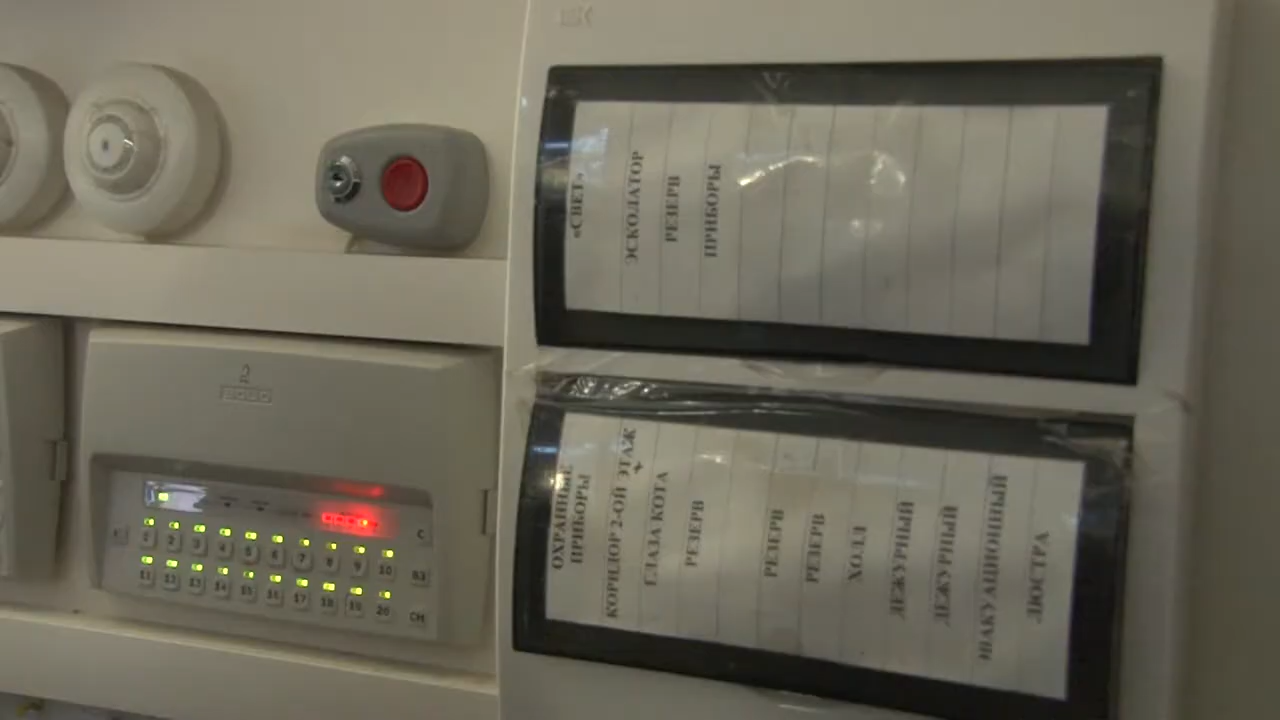 «СВЕТ»
ЭСКОЛАТОР
РЕЗЕРВ
ПРИБОРЫ
ОХРАННЫЕ
ПРИБОРЫ
КОРИДОР 2-ОЙ ЭТАЖ
+
ГЛАЗА КОТА
РЕЗЕРВ
РЕЗЕРВ
РЕЗЕРВ
ХОЛЛ
ДЕЖУРНЫЙ
ДЕЖУРНЫЙ
ЭВАКУАЦИОННЫЙ
ЛЮСТРА
С
1 2 3 4 5 6 7 8 9 10
ВЗ
11 12 13 14 15 16 17 18 19 20
СН